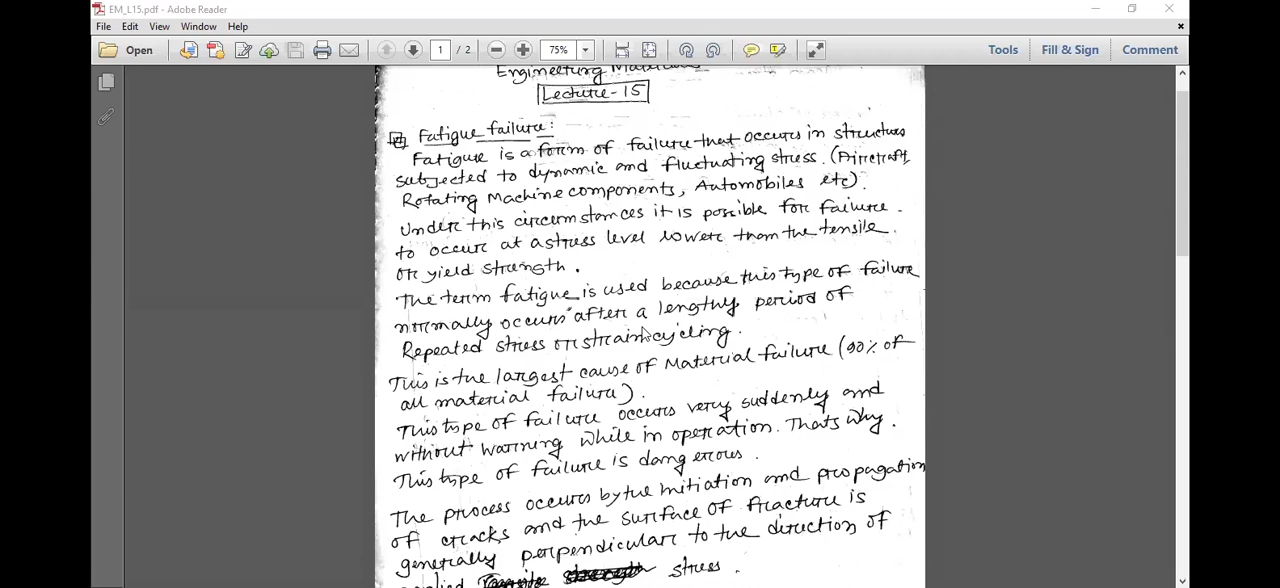 EM_L15.pdf - Adobe Reader
File Edit View Window Help
Open 1 / 2 75% Tools Fill & Sign Comment
Engineering Materials
Lecture-15
Fatigue failure:
Fatigue is a form of failure that occurs in structures
subjected to dynamic and fluctuating stress. (Aircraft,
Rotating Machine components, Automobiles etc).
Under this circumstances it is possible for failure
to occur at a stress level lower than the tensile
or yield strength.
The term fatigue is used because this type of failure
normally occurs after a lengthy period of
Repeated stress or strain cycling.
This is the largest cause of Material failure (90% of
all material failure).
This type of failure occurs very suddenly and
without warning while in operation. Thats why
This type of failure is dangerous.
The process occurs by the initiation and propagation
of cracks and the surface of fracture is
generally perpendicular to the direction of
applied stress.